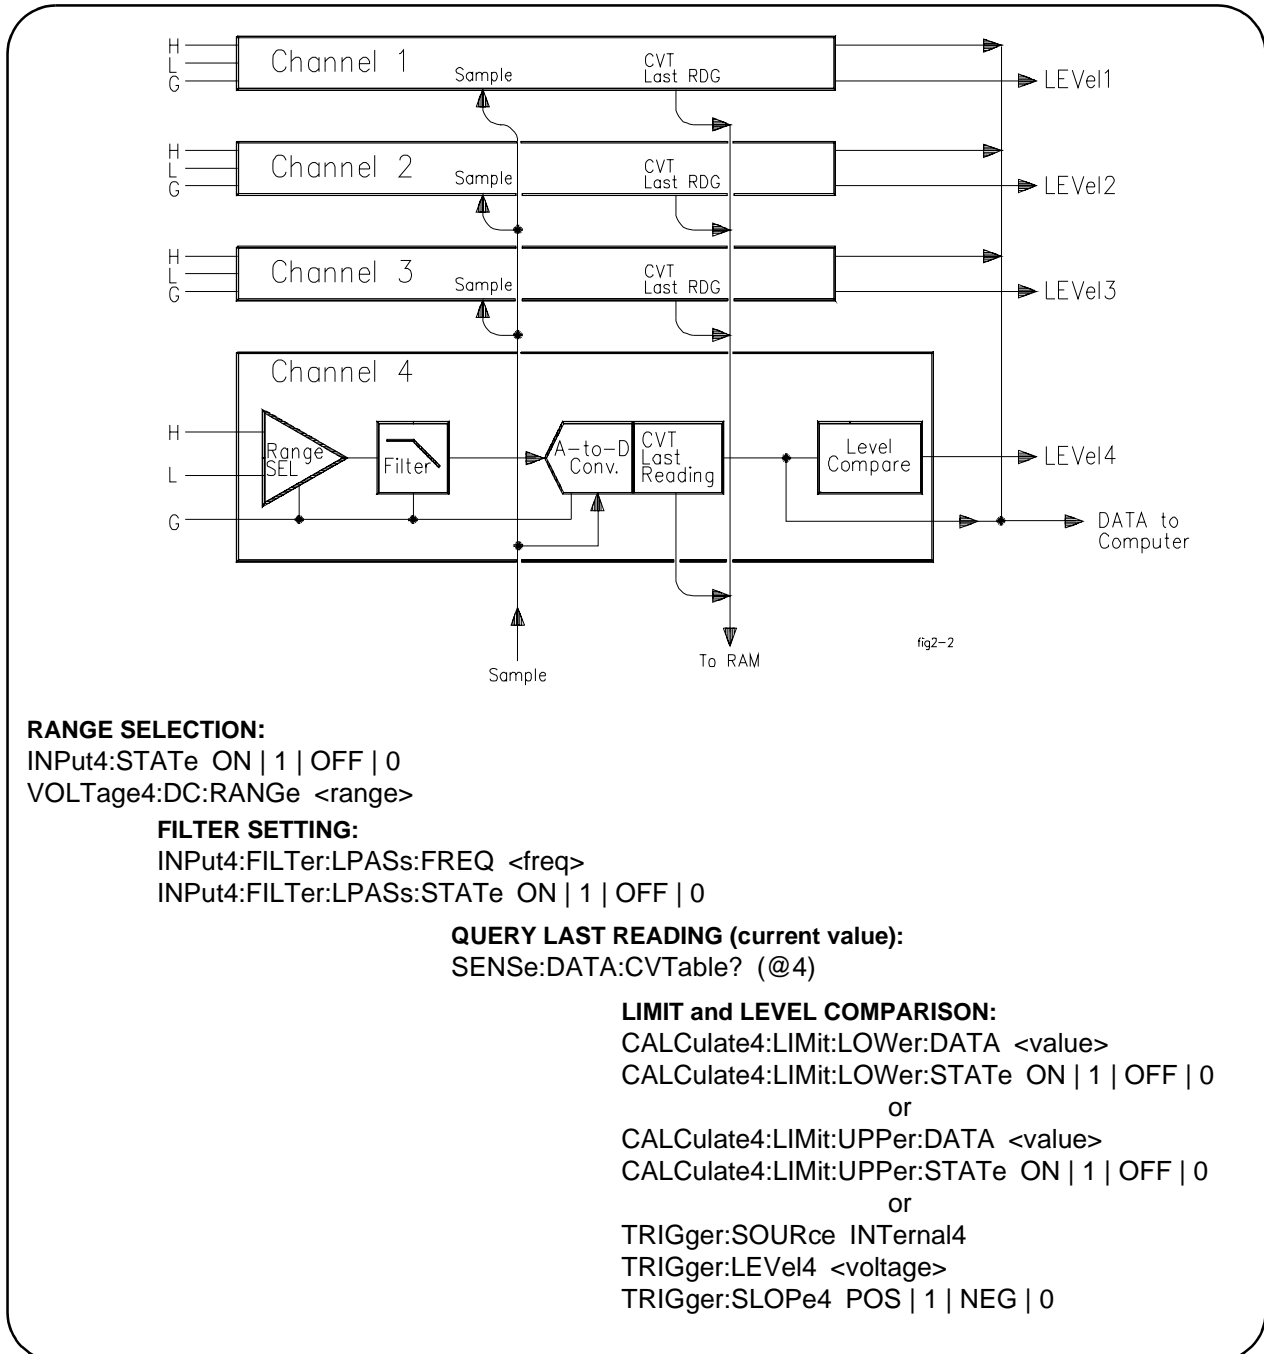 H
L
G
Channel 1
Sample
CVT
Last RDG
LEVel1
H
L
G
Channel 2
Sample
CVT
Last RDG
LEVel2
H
L
G
Channel 3
Sample
CVT
Last RDG
LEVel3
Channel 4
H
L
G
Range
SEL
Filter
A-to-D
Conv.
CVT
Last
Reading
Level
Compare
LEVel4
DATA to
Computer
Sample
To RAM
fig2-2
RANGE SELECTION:
INPut4:STATe ON | 1 | OFF | 0
VOLTage4:DC:RANGe <range>
FILTER SETTING:
INPut4:FILTer:LPASs:FREQ <freq>
INPut4:FILTer:LPASs:STATe ON | 1 | OFF | 0
QUERY LAST READING (current value):
SENSe:DATA:CVTable? (@4)
LIMIT and LEVEL COMPARISON:
CALCulate4:LIMit:LOWer:DATA <value>
CALCulate4:LIMit:LOWer:STATe ON | 1 | OFF | 0
or
CALCulate4:LIMit:UPPer:DATA <value>
CALCulate4:LIMit:UPPer:STATe ON | 1 | OFF | 0
or
TRIGger:SOURce INTernal4
TRIGger:LEVel4 <voltage>
TRIGger:SLOPe4 POS | 1 | NEG | 0